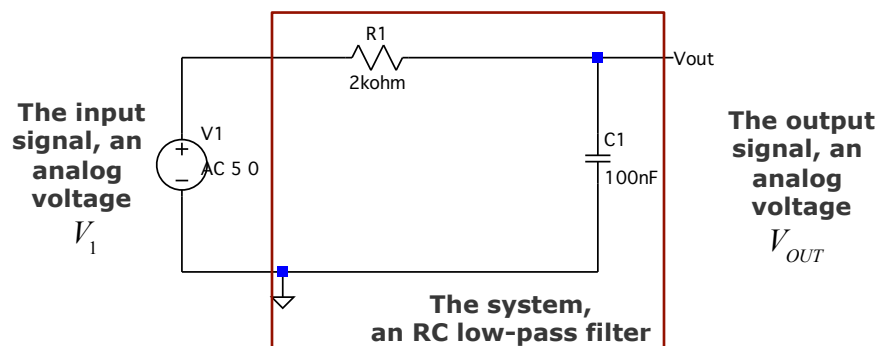 R1
2kohm
Vout
The input
signal, an
analog
voltage
V₁
V1
AC 5 0
C1
100nF
The output
signal, an
analog
voltage
V_OUT
The system,
an RC low-pass filter